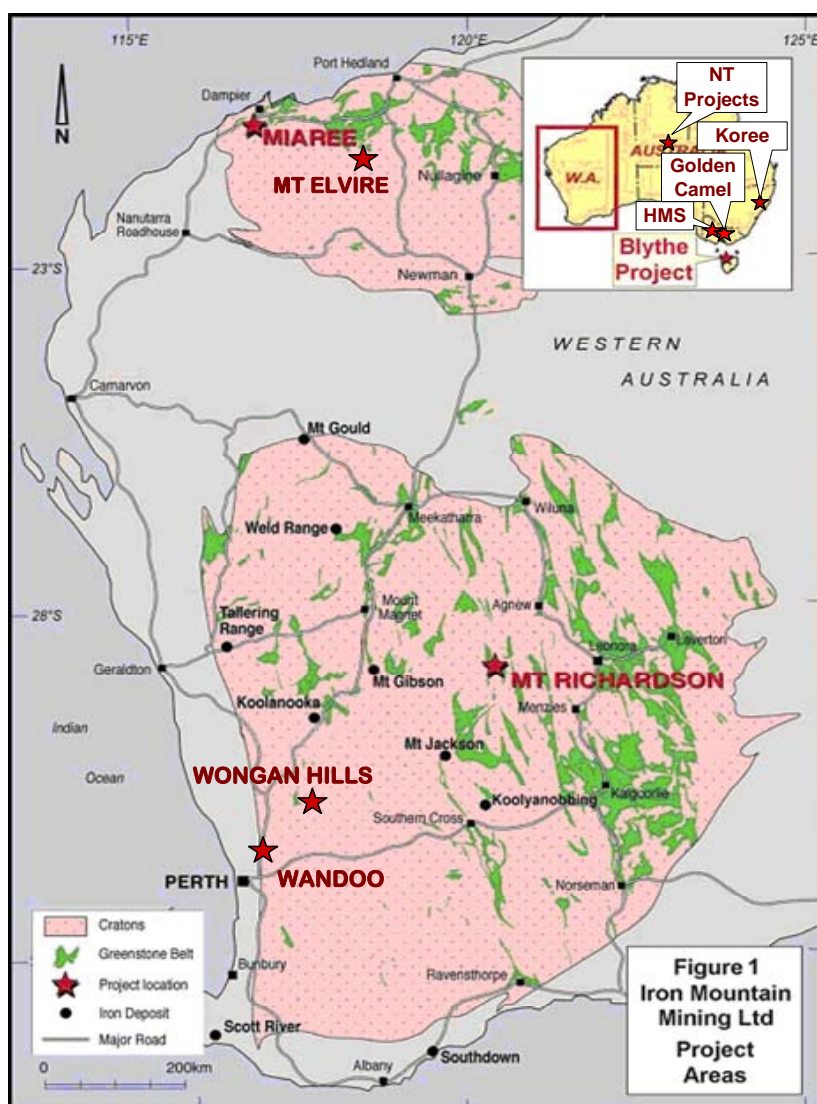 115°E
120°E
125°E
Port Hedland
Dampier
N
MIAREE
MT ELVIRE
Nullagine
Nanutarra
Roadhouse
23°S
Newman
NT
Projects
Koree
AUSTRALIA
Golden
Camel
W.A.
HMS
Blythe
Project
WESTERN
AUSTRALIA
Carnarvon
Mt Gould
Meekatharra
Wiluna
Weld Range
28°S
Mount
Magnet
Agnew
Tallering
Range
Leonora
Laverton
Geraldton
Mt Gibson
MT RICHARDSON
Koolanooka
Menzies
Indian
Ocean
Mt Jackson
WONGAN HILLS
Koolyanobbing
Kalgoorlie
Southern Cross
WANDOO
PERTH
Norseman
Cratons
Greenstone Belt
Project location
Iron Deposit
Major Road
0
200km
Bunbury
Ravensthorpe
Scott River
Southdown
Albany
Figure 1
Iron Mountain
Mining Ltd
Project
Areas